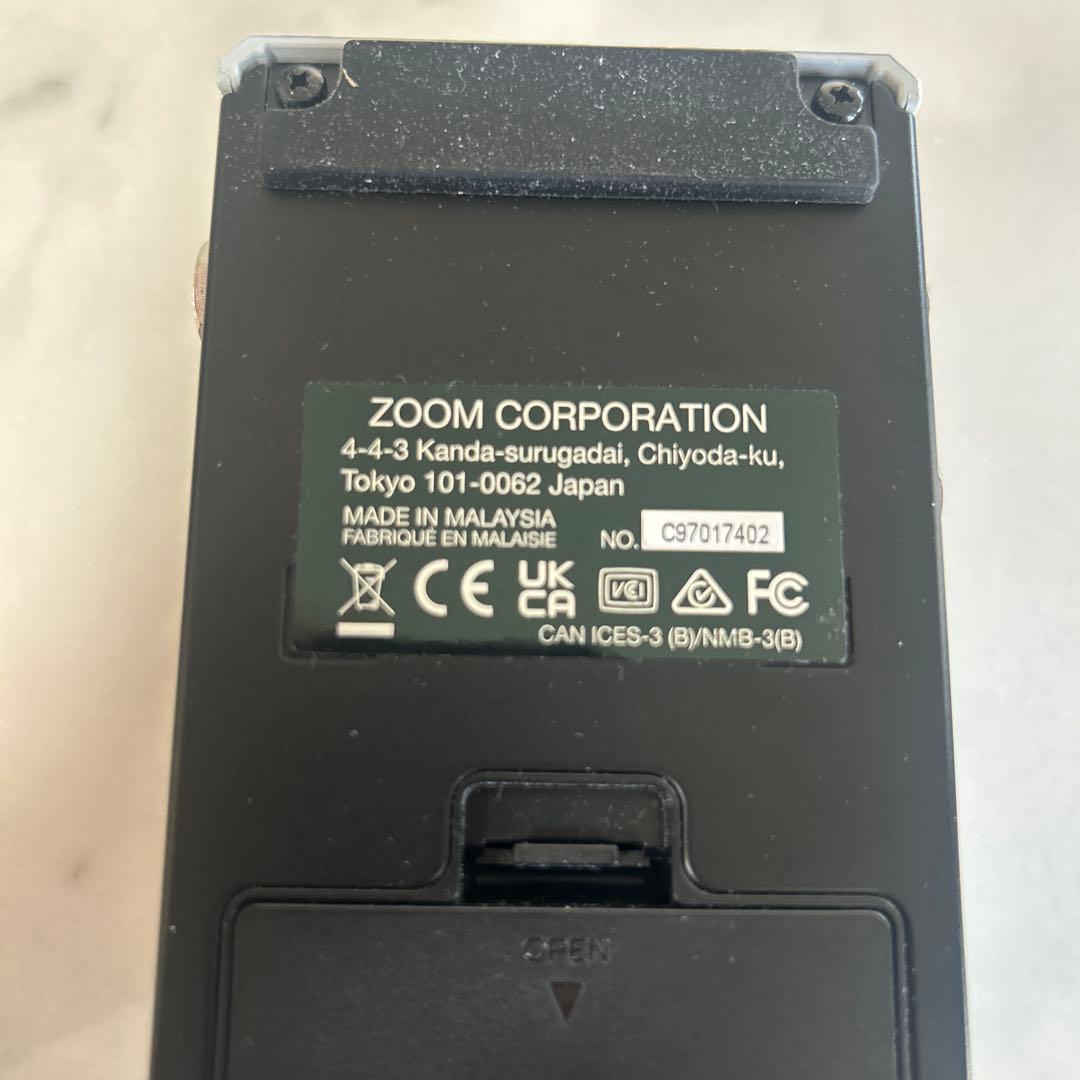 ZOOM CORPORATION
4-4-3 Kanda-surugadai, Chiyoda-ku,
Tokyo 101-0062 Japan
MADE IN MALAYSIA
FABRIQUÉ EN MALAISIE
NO. C97017402
CE UK CA VCI FC
CAN ICES-3 (B)/NMB-3(B)
OPEN